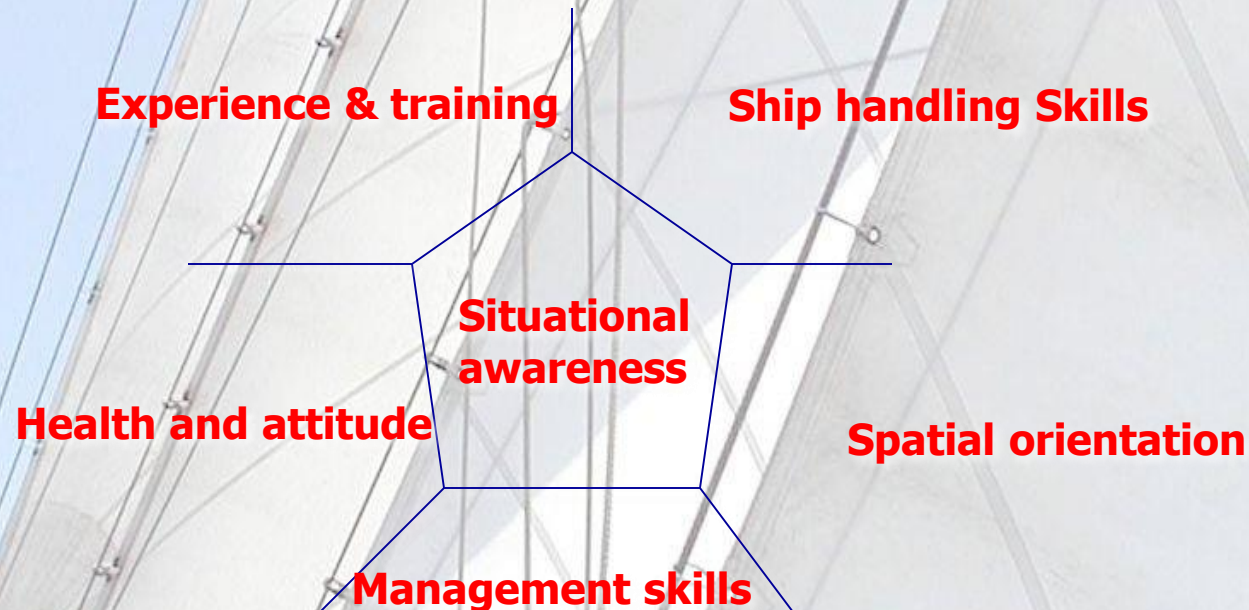 Experience & training
Ship handling Skills
Situational
awareness
Health and attitude
Spatial orientation
Management skills